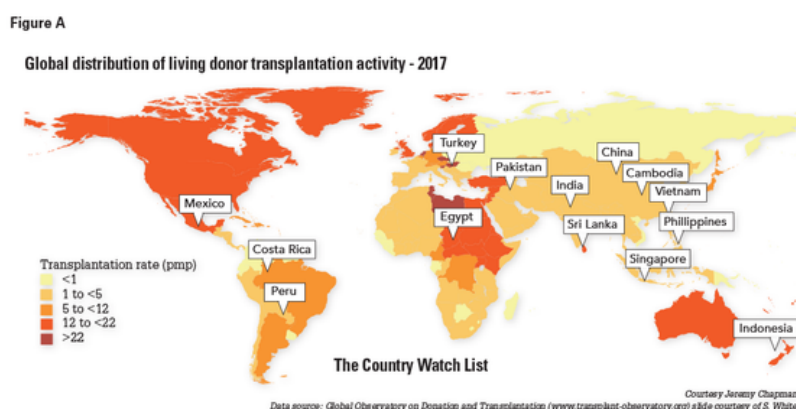 Figure A
Global distribution of living donor transplantation activity - 2017
Turkey
China
Pakistan
Cambodia
India
Vietnam
Mexico
Egypt
Sri Lanka
Phillippines
Costa Rica
Singapore
Transplantation rate (pmp)
<1
1 to <5
5 to <12
12 to <22
>22
Peru
Indonesia
The Country Watch List
Courtesy Jeremy Chapman
Data source: Global Observatory on Donation and Transplantation (www.transplant-observatory.org) slide courtesy of S. White